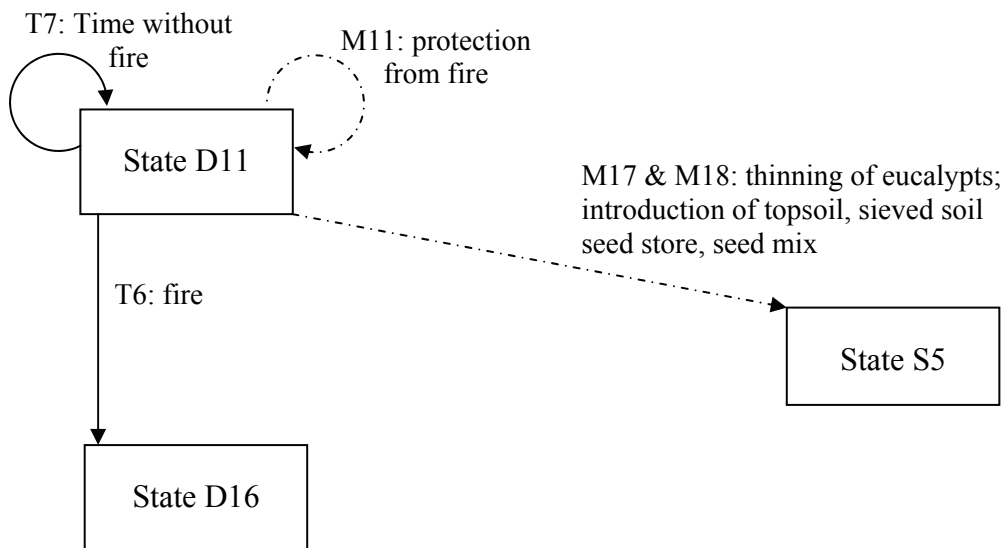 T7: Time without
fire
M11: protection
from fire
State D11
M17 & M18: thinning of eucalypts;
introduction of topsoil, sieved soil
seed store, seed mix
T6: fire
State S5
State D16